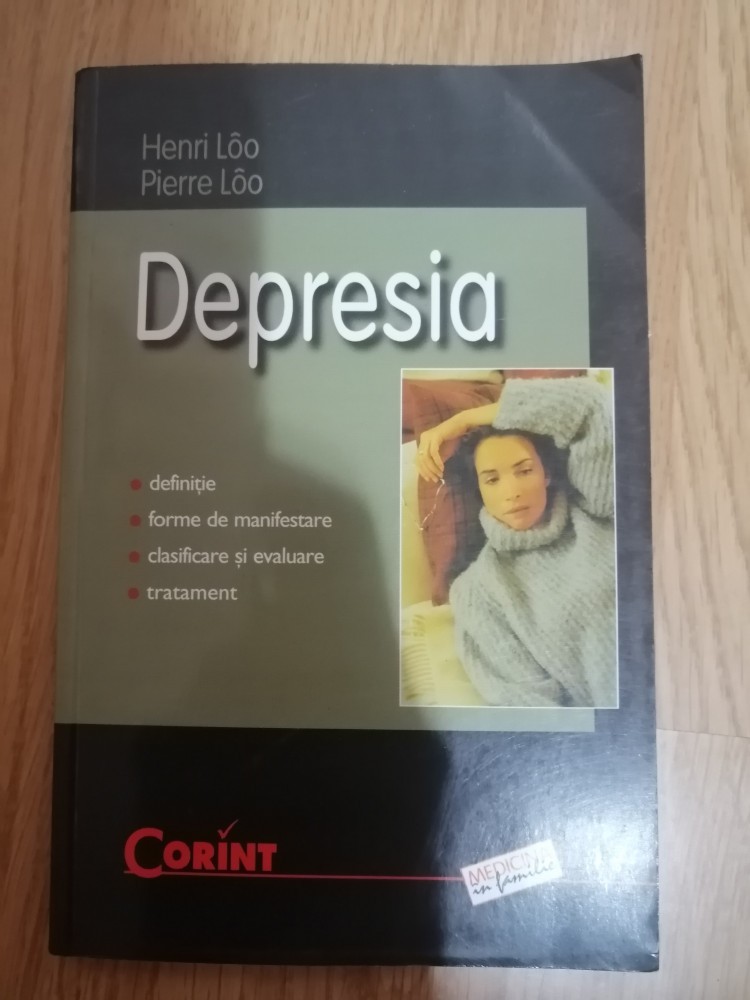 Henri Lôo
Pierre Lôo
Depresia
• definiție
• forme de manifestare
• clasificare și evaluare
• tratament
CORINT
MEDICINA
în familie